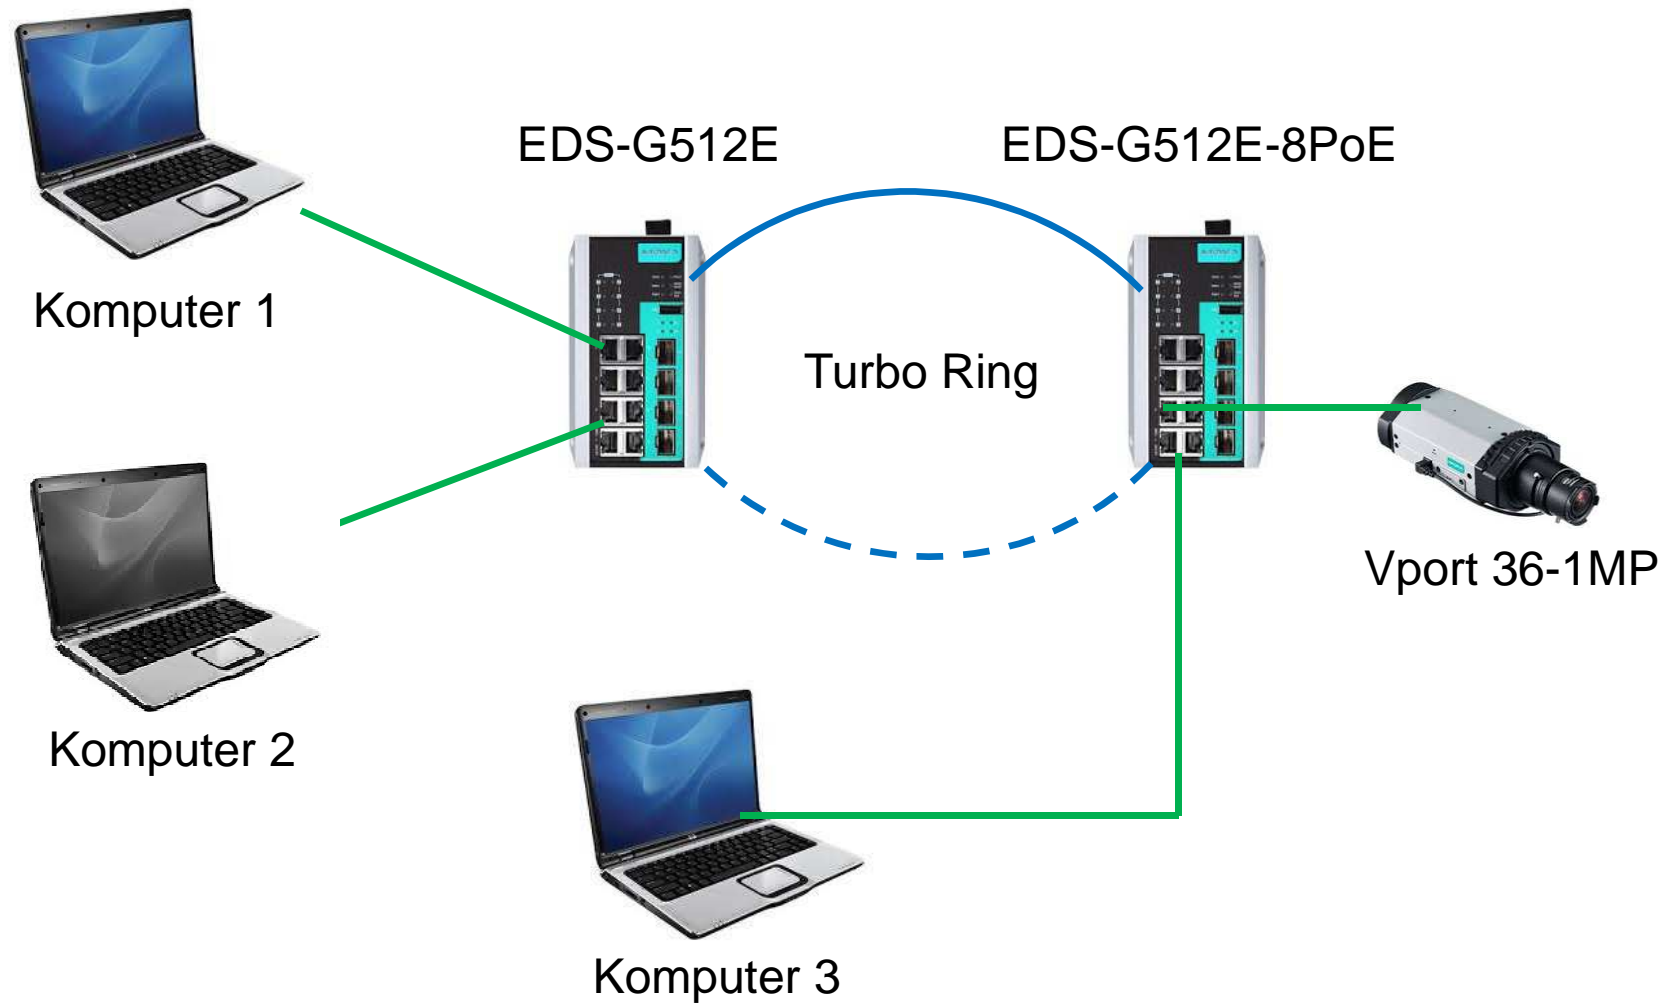 EDS-G512E
EDS-G512E-8PoE
Komputer 1
Turbo Ring
Vport 36-1MP
Komputer 2
Komputer 3